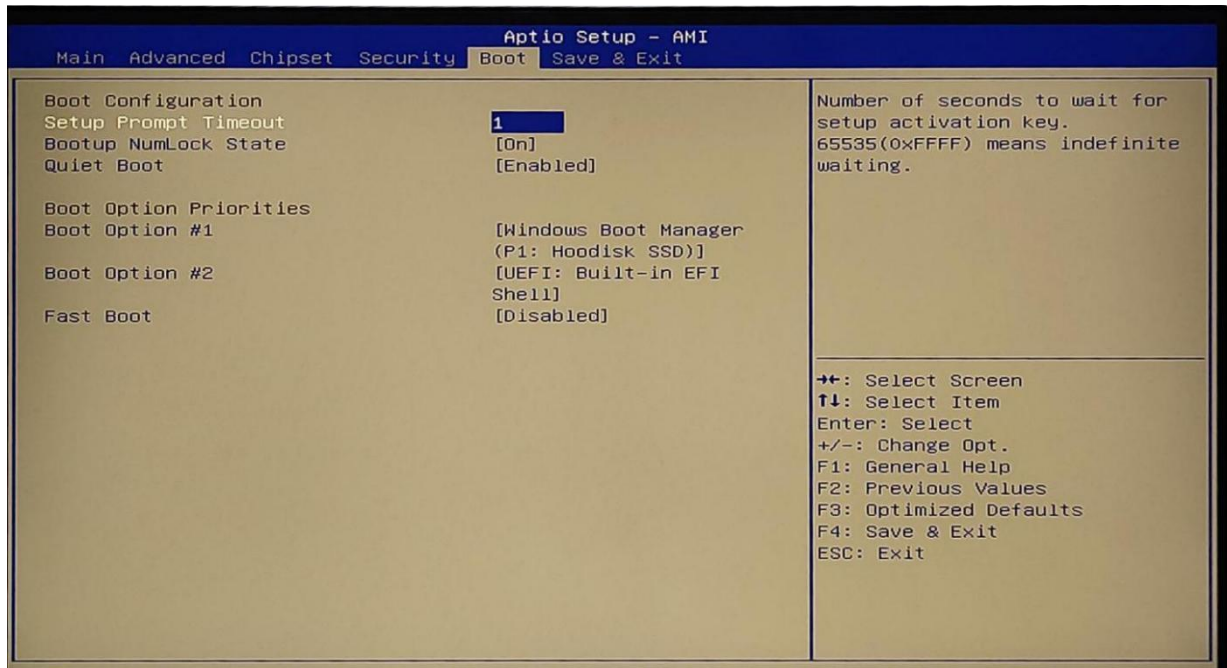 Aptio Setup – AMI
Main Advanced Chipset Security Boot Save & Exit
Boot Configuration
Setup Prompt Timeout 1
Bootup NumLock State [On]
Quiet Boot [Enabled]
Boot Option Priorities
Boot Option #1 [Windows Boot Manager
(P1: Hoodisk SSD)]
Boot Option #2 [UEFI: Built-in EFI
Shell]
Fast Boot [Disabled]
Number of seconds to wait for
setup activation key.
65535(0xFFFF) means indefinite
waiting.
→←: Select Screen
↑↓: Select Item
Enter: Select
+/-: Change Opt.
F1: General Help
F2: Previous Values
F3: Optimized Defaults
F4: Save & Exit
ESC: Exit